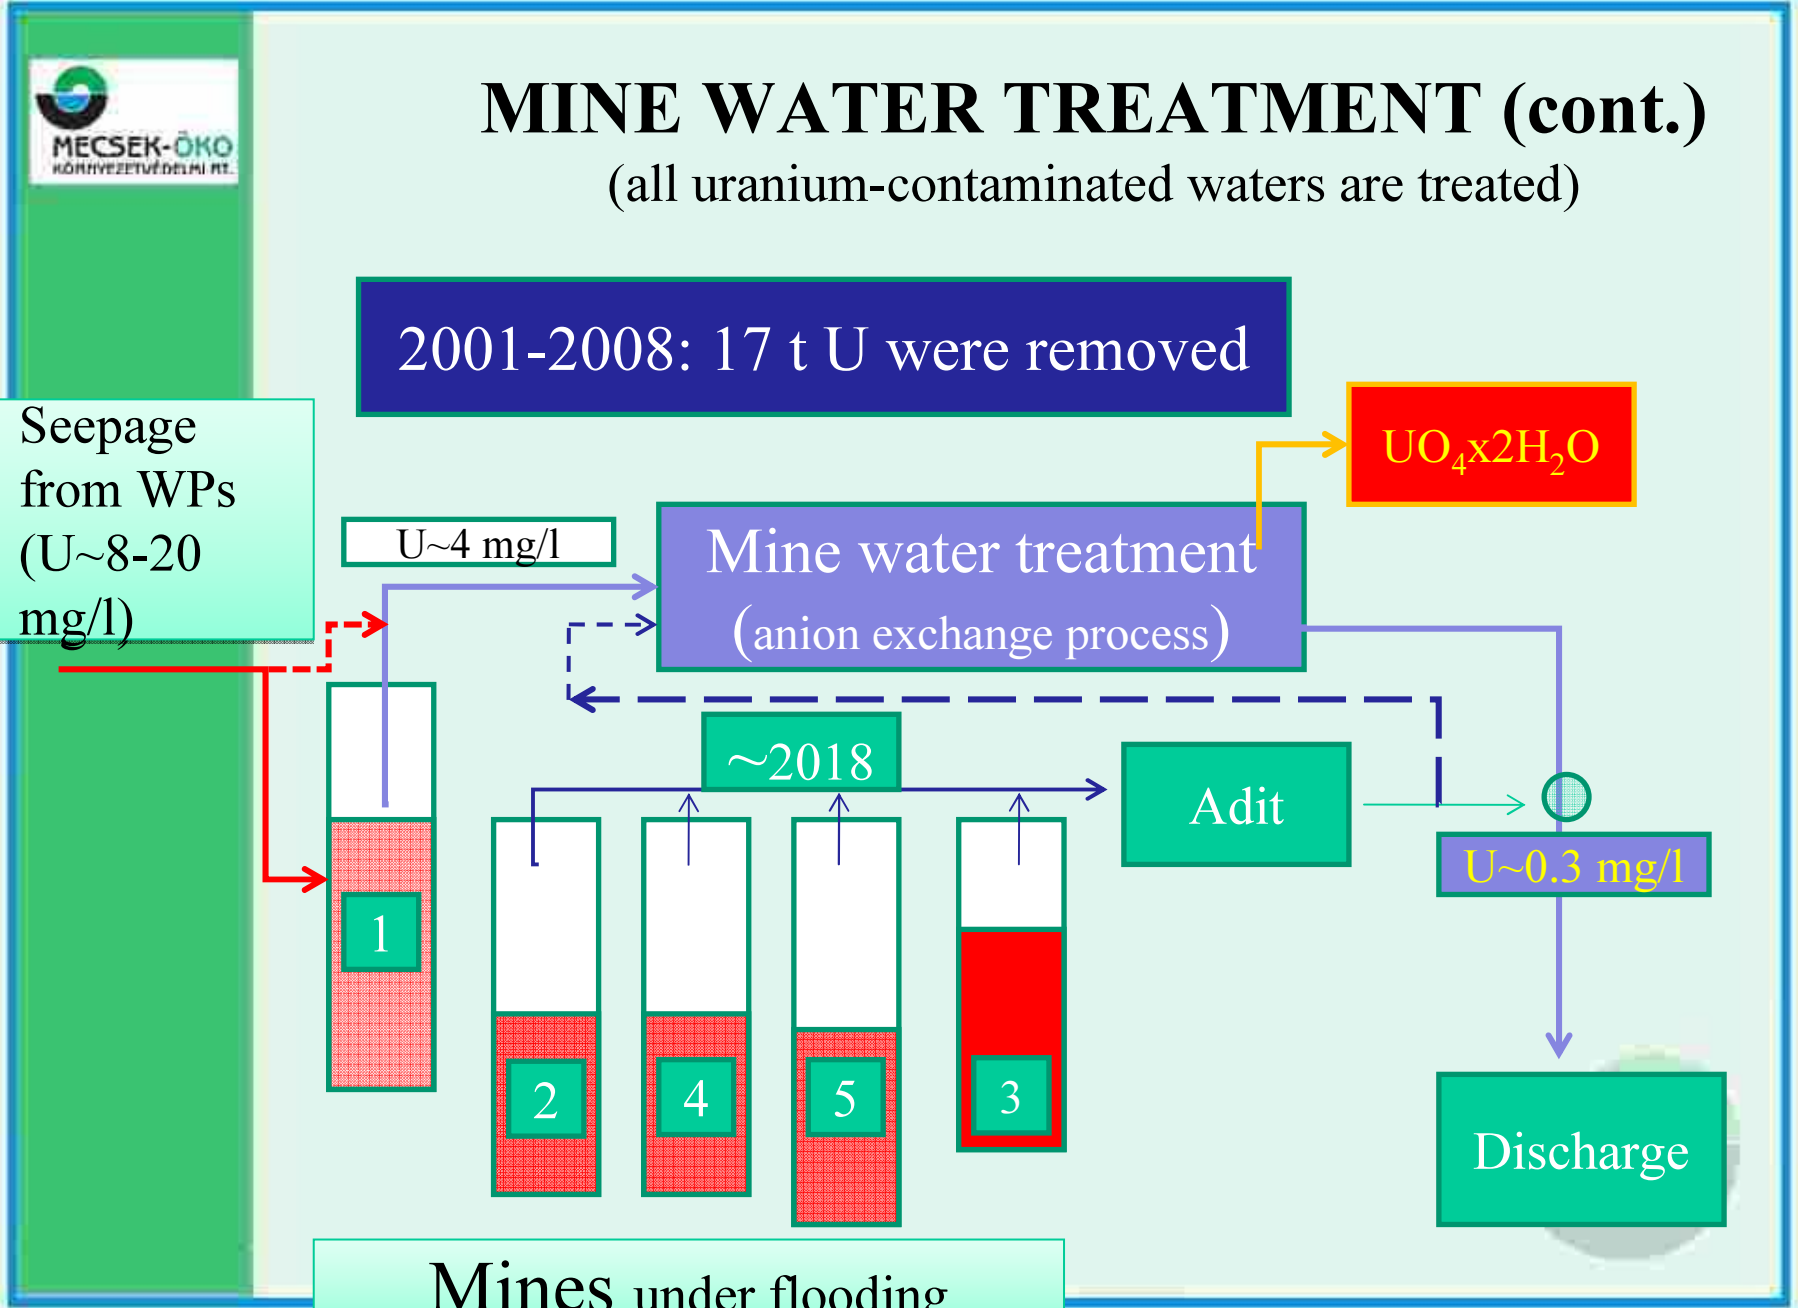 MECSEK-ÖKO
KÖRNYEZETVÉDELMI RT.
MINE WATER TREATMENT (cont.)
(all uranium-contaminated waters are treated)
2001-2008: 17 t U were removed
Seepage
from WPs
(U~8-20
mg/l)
UO₄x2H₂O
U~4 mg/l
Mine water treatment
(anion exchange process)
~2018
Adit
U~0.3 mg/l
1
2
4
5
3
Discharge
Mines under flooding